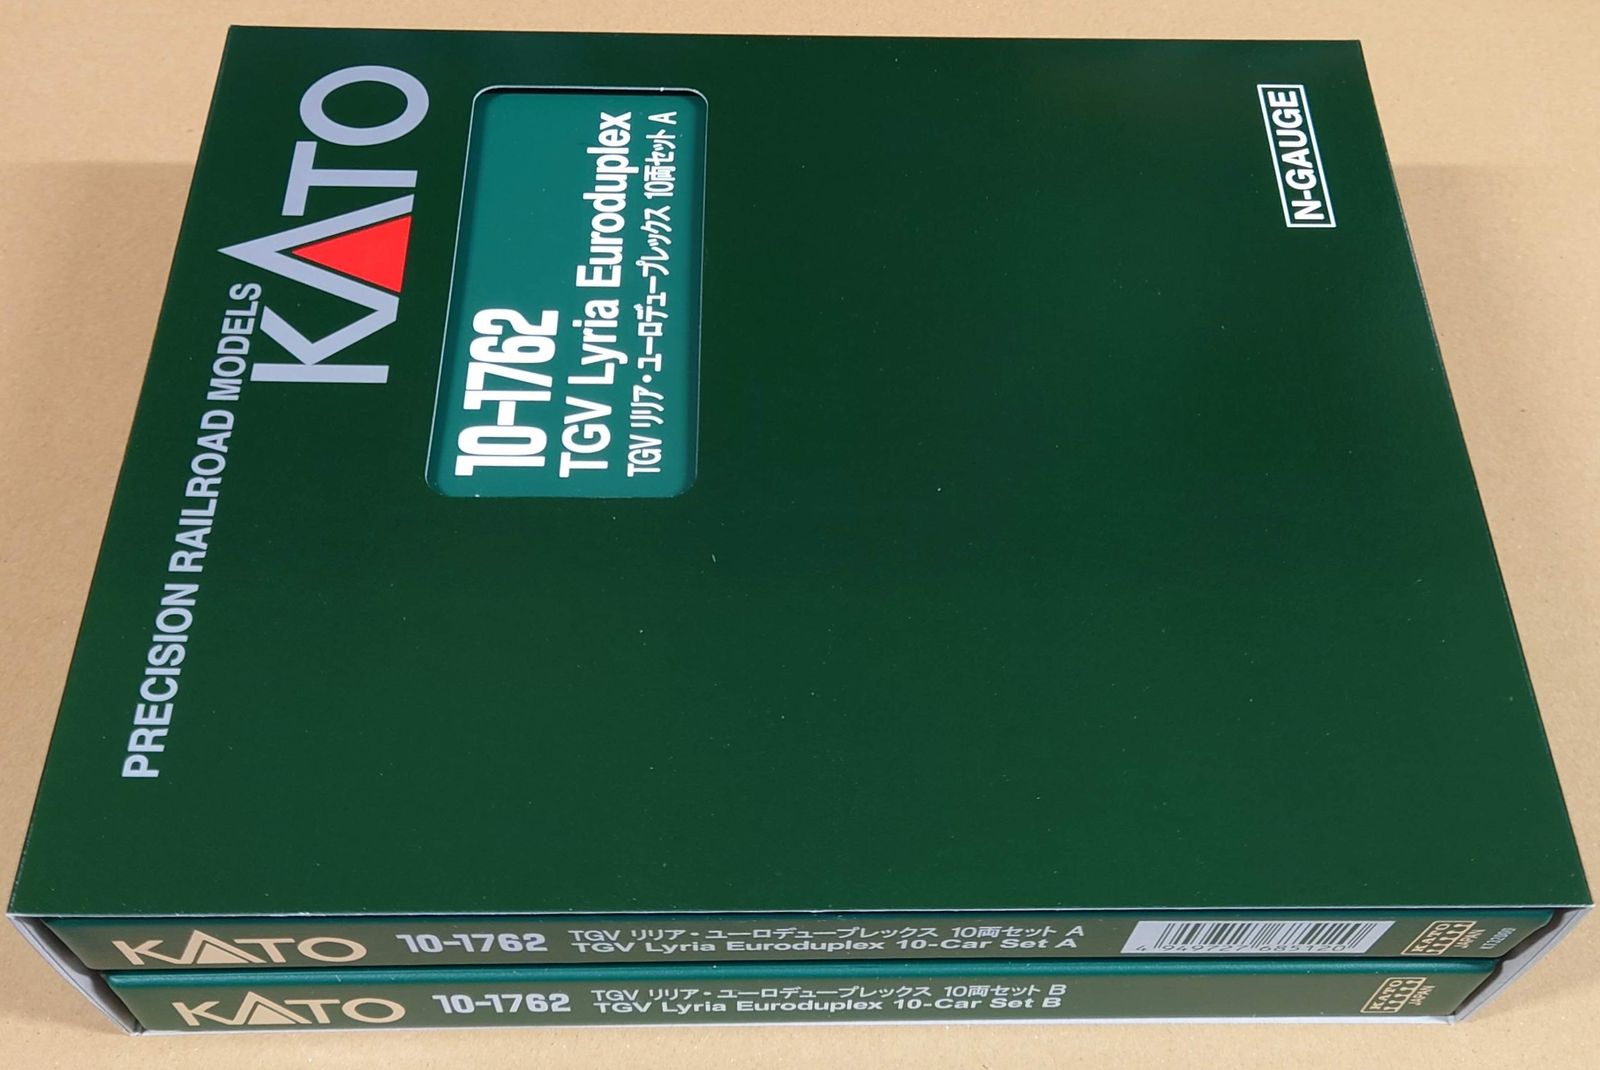 KATO
PRECISION RAILROAD MODELS
10-1762
TGV Lyria Euroduplex
TGV リリア・ユーロデュープレックス 10両セット A
N-GAUGE
KATO 10-1762
TGV リリア・ユーロデュープレックス 10両セット A
TGV Lyria Euroduplex 10-Car Set A
KATO
JAPAN
KATO 10-1762
TGV リリア・ユーロデュープレックス 10両セット B
TGV Lyria Euroduplex 10-Car Set B
KATO
JAPAN